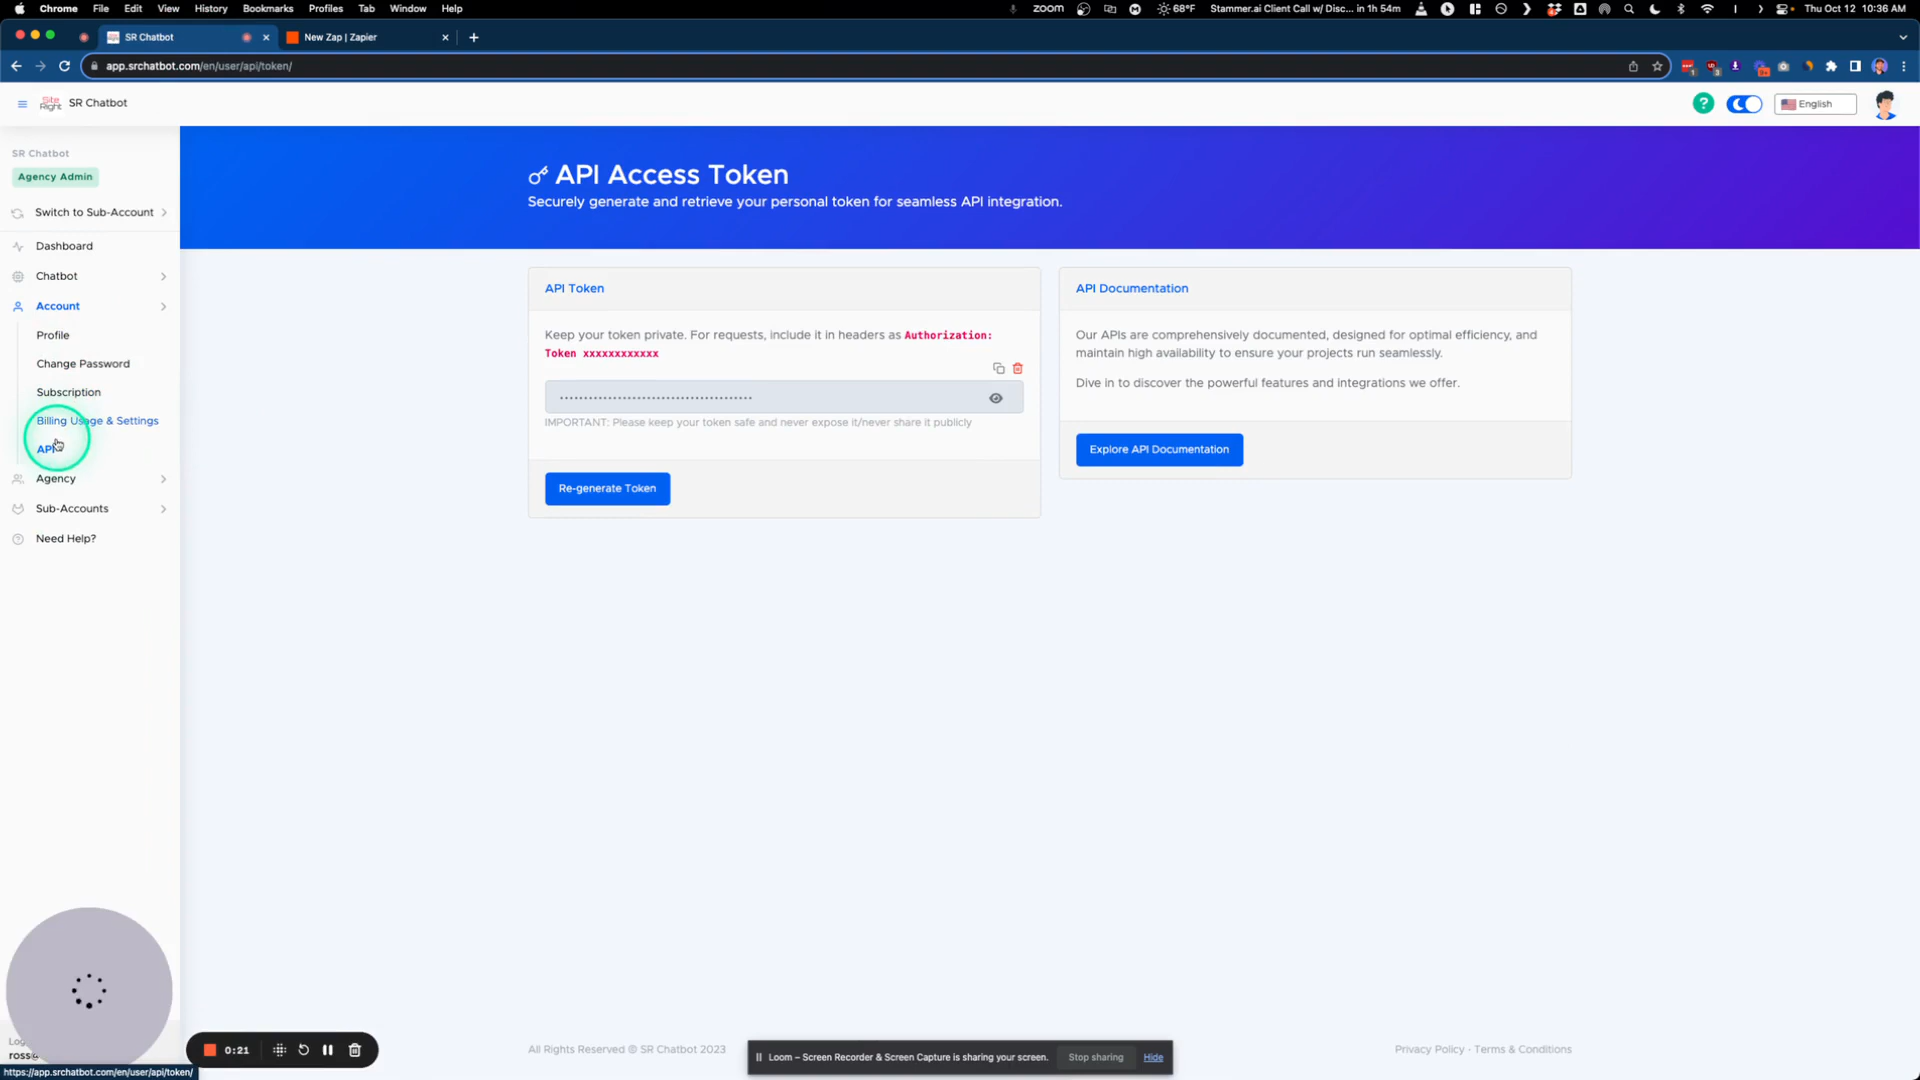 Chrome File Edit View History Bookmarks Profiles Tab Window Help
zoom 68°F Stammer.ai Client Call w/ Disc... in 1h 54m Thu Oct 12 10:36 AM
SR Chatbot
New Zap | Zapier
app.srchatbot.com/en/user/api/token/
Site Right SR Chatbot
English
SR Chatbot
Agency Admin
Switch to Sub-Account
Dashboard
Chatbot
Account
Profile
Change Password
Subscription
Billing Usage & Settings
API
Agency
Sub-Accounts
Need Help?
API Access Token
Securely generate and retrieve your personal token for seamless API integration.
API Token
Keep your token private. For requests, include it in headers as Authorization:
Token xxxxxxxxxxxx
IMPORTANT: Please keep your token safe and never expose it/never share it publicly
Re-generate Token
API Documentation
Our APIs are comprehensively documented, designed for optimal efficiency, and
maintain high availability to ensure your projects run seamlessly.
Dive in to discover the powerful features and integrations we offer.
Explore API Documentation
0:21
All Rights Reserved © SR Chatbot 2023
Loom – Screen Recorder & Screen Capture is sharing your screen. Stop sharing Hide
Privacy Policy - Terms & Conditions
https://app.srchatbot.com/en/user/api/token/